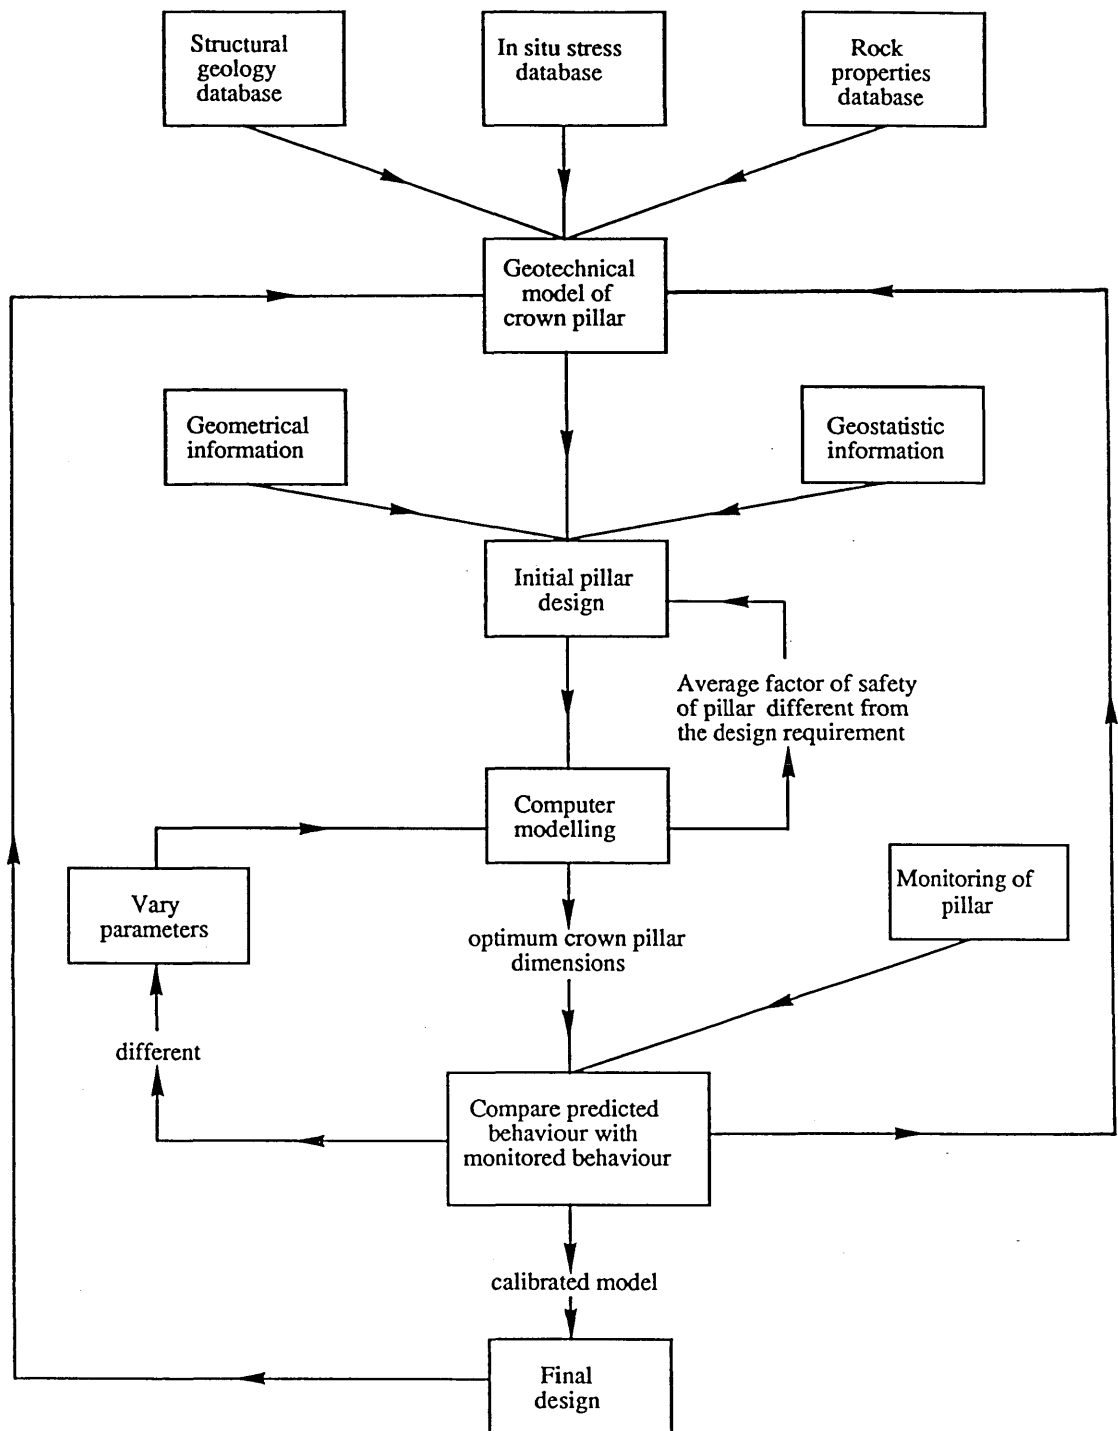 Structural
geology
database
In situ stress
database
Rock
properties
database
Geotechnical
model of
crown pillar
Geometrical
information
Geostatistic
information
Initial pillar
design
Average factor of safety
of pillar different from
the design requirement
Computer
modelling
Vary
parameters
Monitoring of
pillar
optimum crown pillar
dimensions
different
Compare predicted
behaviour with
monitored behaviour
calibrated model
Final
design